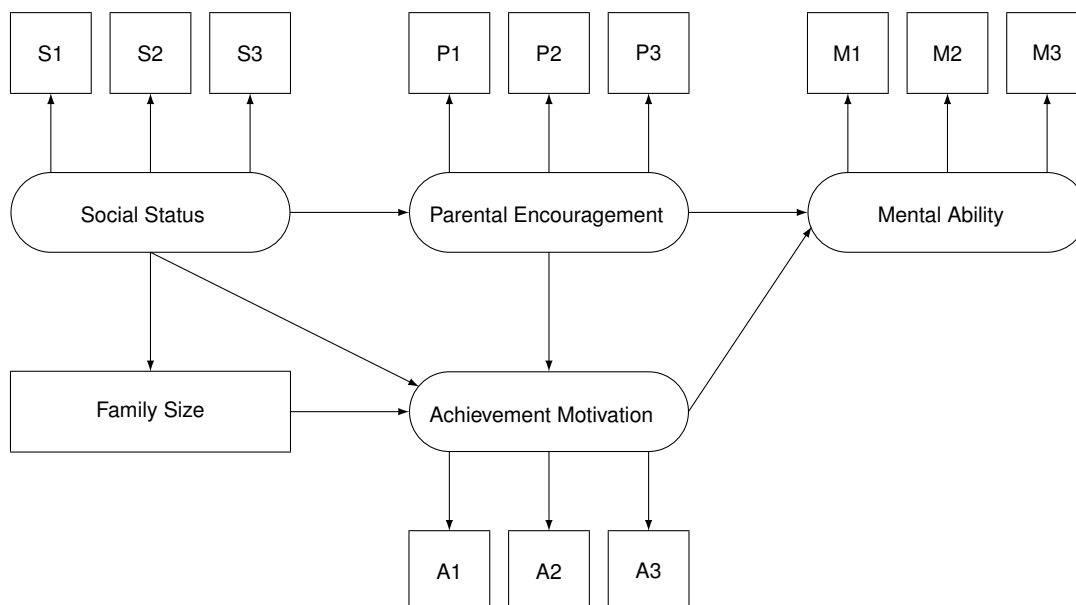 S1
S2
S3
P1
P2
P3
M1
M2
M3
Social Status
Parental Encouragement
Mental Ability
Family Size
Achievement Motivation
A1
A2
A3